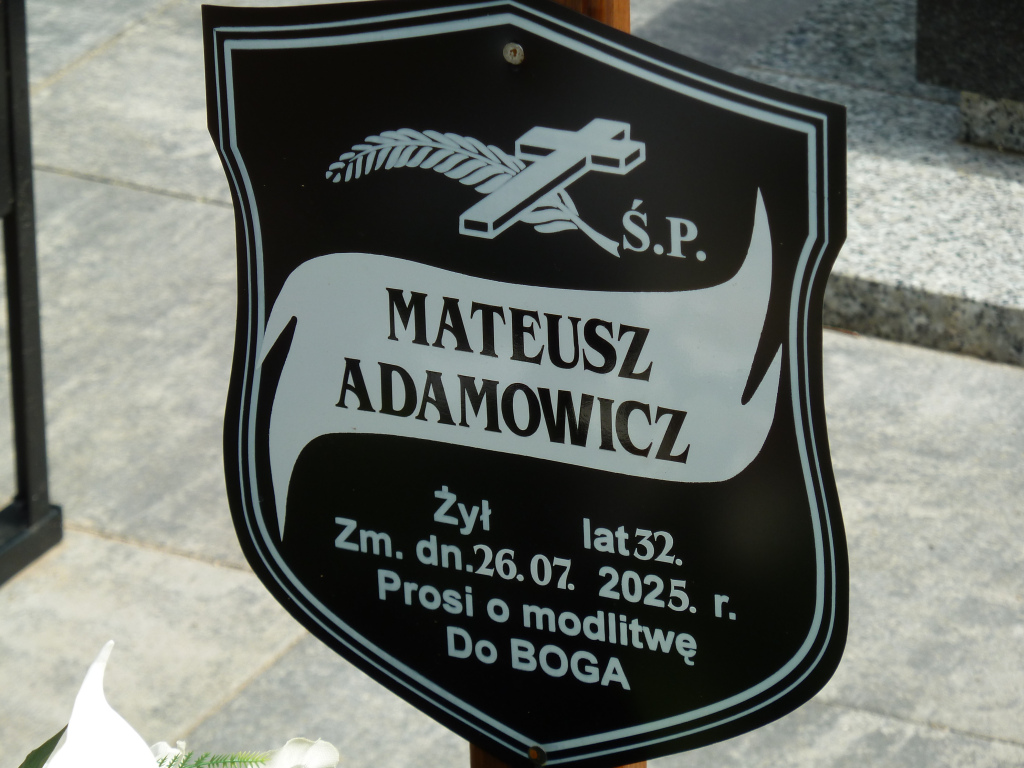 Ś.P.
MATEUSZ
ADAMOWICZ
Żył lat 32.
Zm. dn. 26. 07. 2025. r.
Prosi o modlitwę
Do BOGA